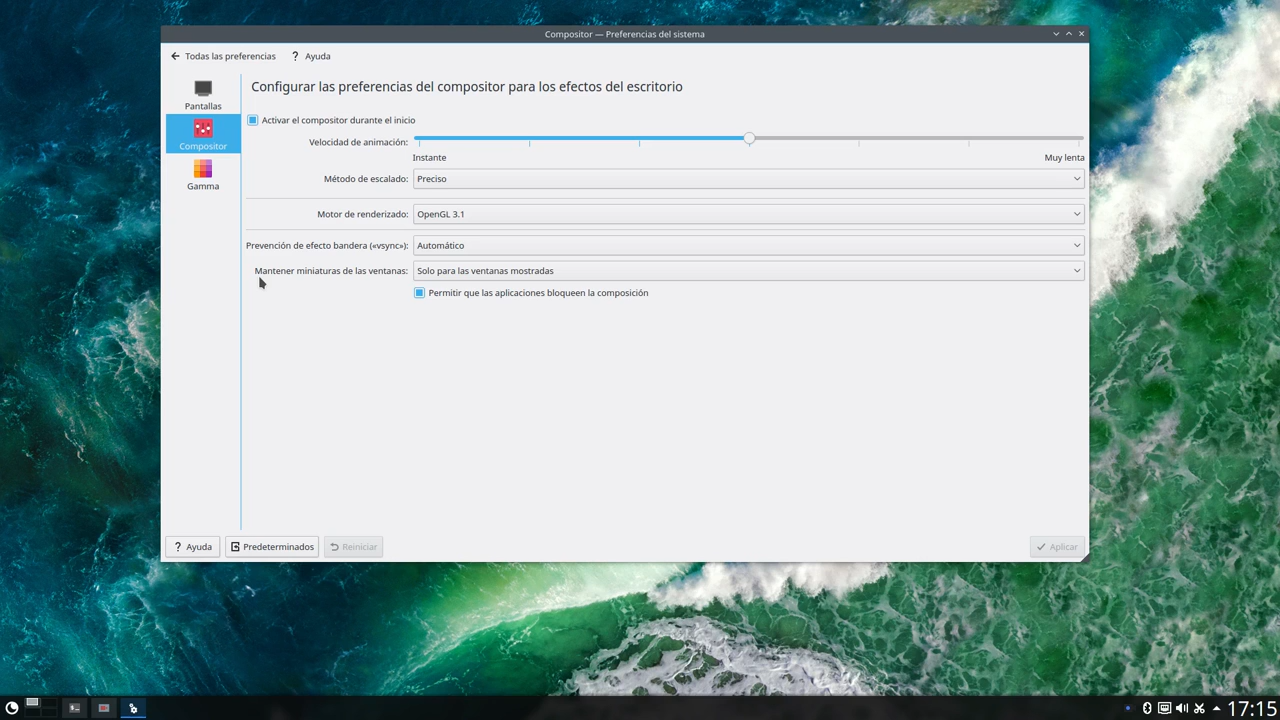 Compositor — Preferencias del sistema
Todas las preferencias
? Ayuda
Pantallas
Compositor
Gamma
Configurar las preferencias del compositor para los efectos del escritorio
Activar el compositor durante el inicio
Velocidad de animación:
Instante Muy lenta
Método de escalado: Preciso
Motor de renderizado: OpenGL 3.1
Prevención de efecto bandera («vsync»): Automático
Mantener miniaturas de las ventanas: Solo para las ventanas mostradas
Permitir que las aplicaciones bloqueen la composición
? Ayuda
Predeterminados
Reiniciar
Aplicar
17:15